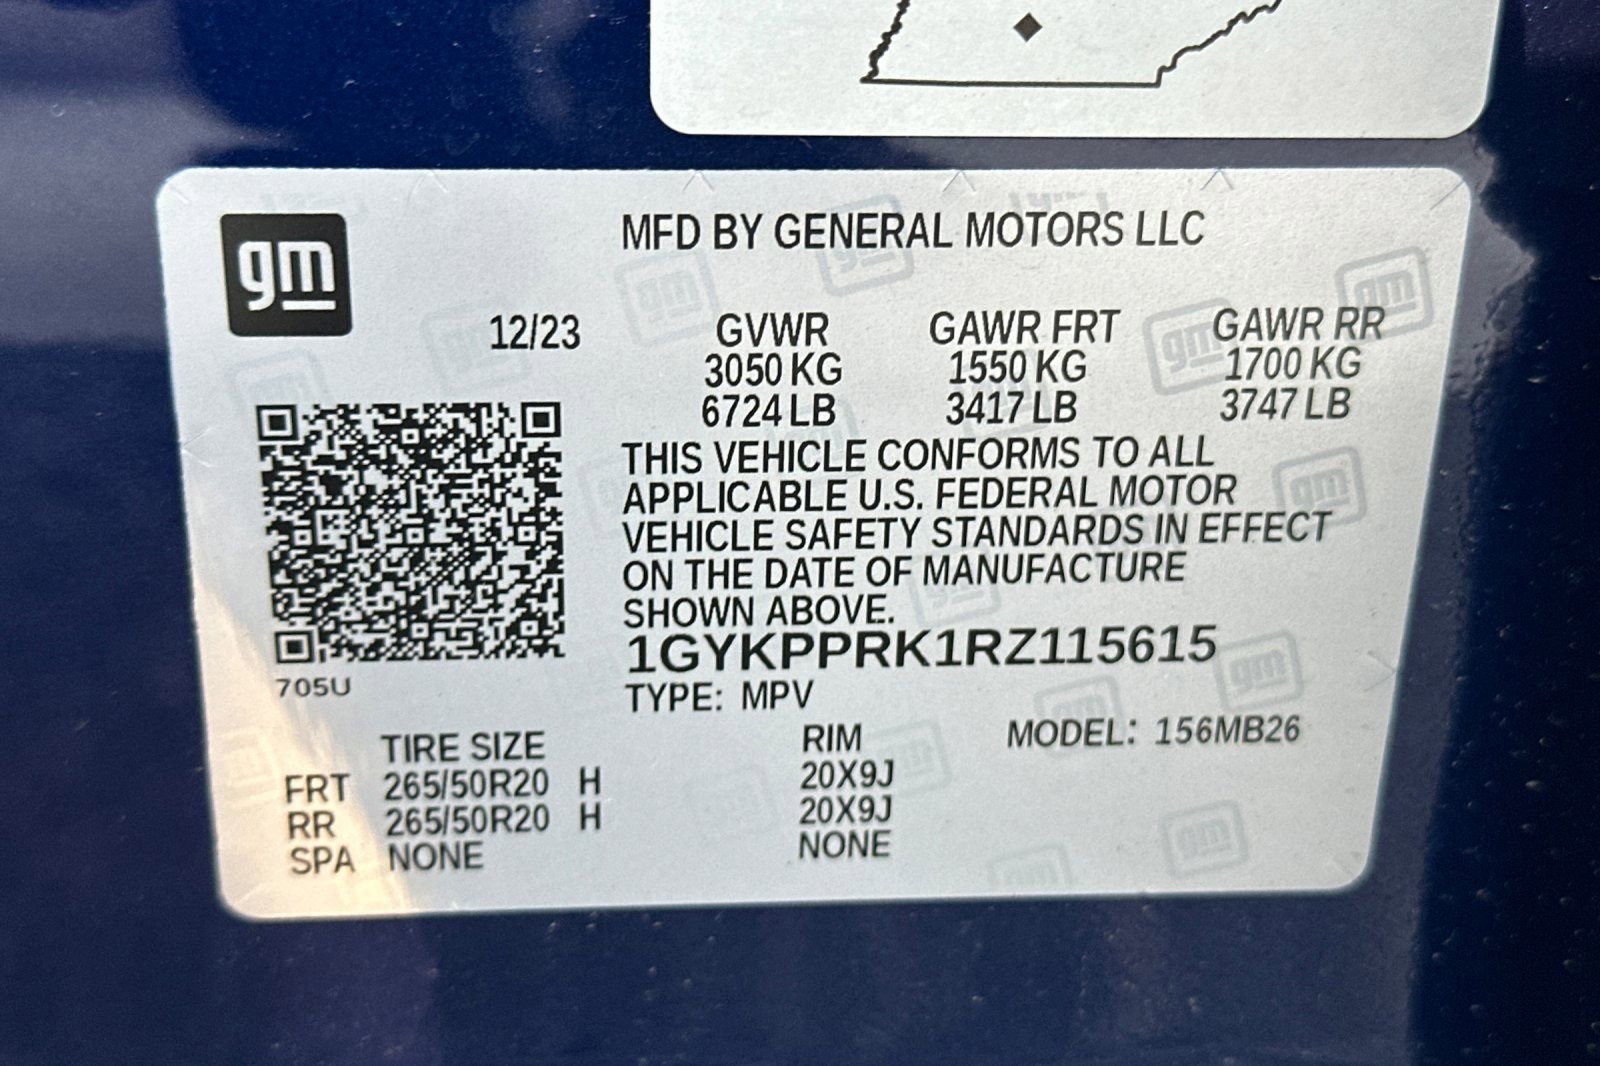 gm
MFD BY GENERAL MOTORS LLC
12/23 GVWR GAWR FRT GAWR RR
3050 KG 1550 KG 1700 KG
6724 LB 3417 LB 3747 LB
THIS VEHICLE CONFORMS TO ALL
APPLICABLE U.S. FEDERAL MOTOR
VEHICLE SAFETY STANDARDS IN EFFECT
ON THE DATE OF MANUFACTURE
SHOWN ABOVE.
1GYKPPRK1RZ115615
705U
TYPE: MPV
TIRE SIZE RIM MODEL: 156MB26
FRT 265/50R20 H 20X9J
RR 265/50R20 H 20X9J
SPA NONE NONE